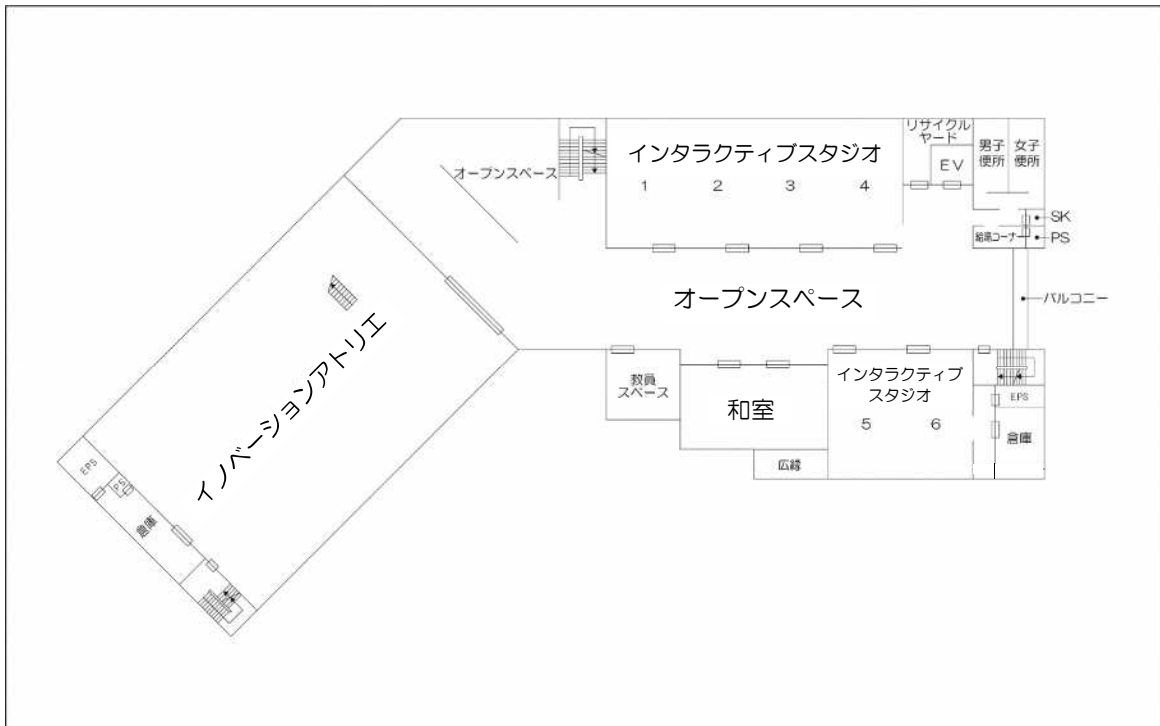 リサイクル
ヤード
男子
便所
女子
便所
インタラクティブスタジオ
EV
オープンスペース
1 2 3 4
SK
給湯コーナー
PS
オープンスペース
バルコニー
イノベーションアトリエ
教員
スペース
和室
広縁
インタラクティブ
スタジオ
5 6
EPS
倉庫
EPS
PS
倉庫